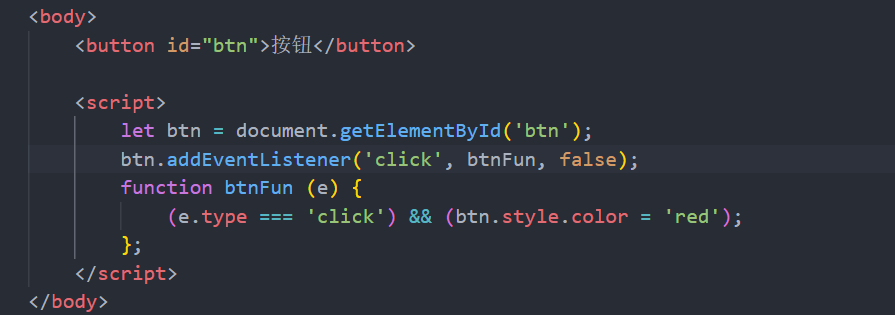 <body>
<button id="btn">按钮</button>
<script>
let btn = document.getElementById('btn');
btn.addEventListener('click', btnFun, false);
function btnFun (e) {
(e.type === 'click') && (btn.style.color = 'red');
};
</script>
</body>